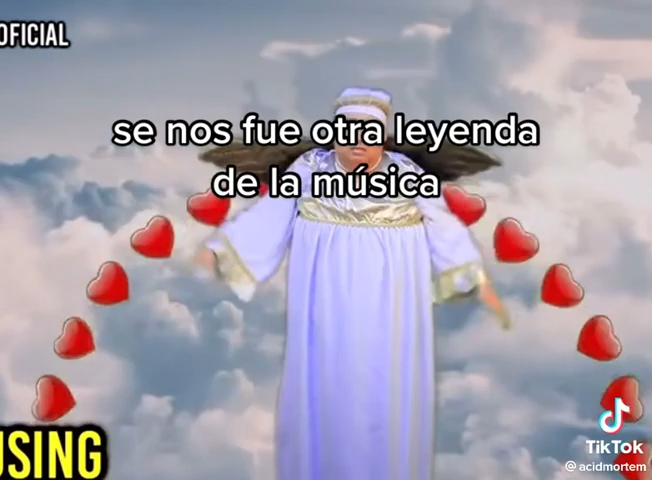 OFICIAL
se nos fue otra leyenda
de la música
USING
TikTok
@acidmortem